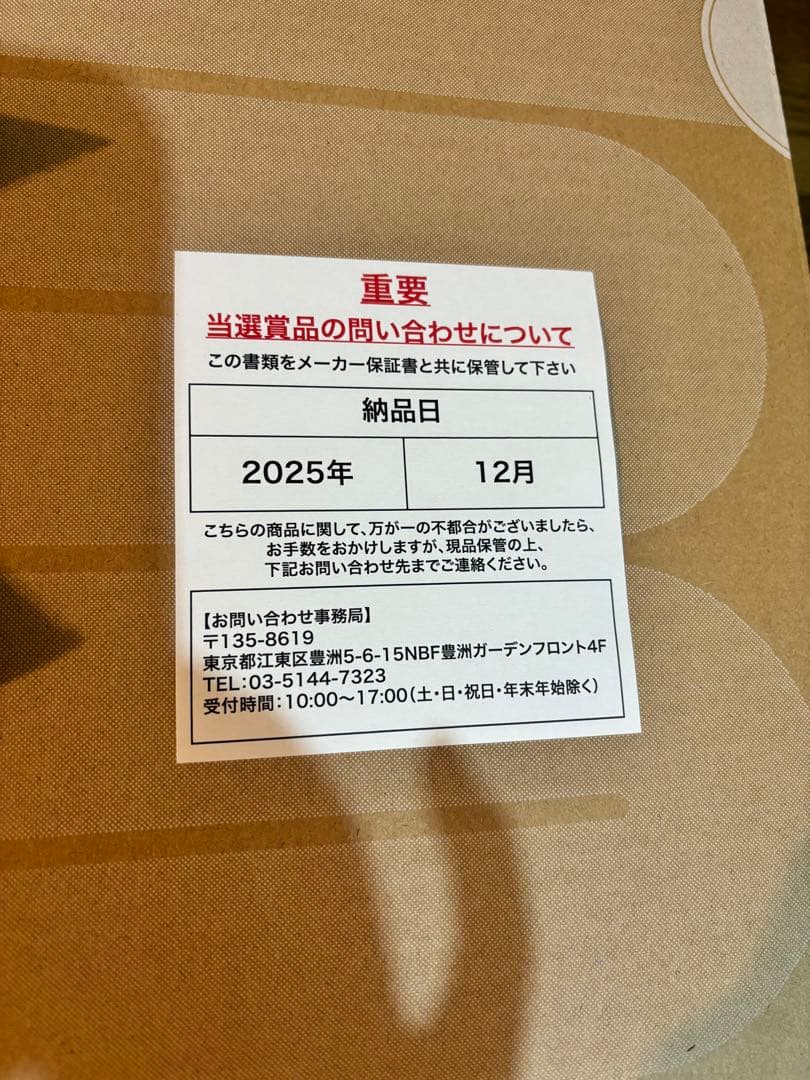 重要
当選賞品の問い合わせについて
この書類をメーカー保証書と共に保管して下さい
納品日
2025年 12月
こちらの商品に関して、万が一の不都合がございましたら、
お手数をおかけしますが、現品保管の上、
下記お問い合わせ先までご連絡ください。
【お問い合わせ事務局】
〒135-8619
東京都江東区豊洲5-6-15NBF豊洲ガーデンフロント4F
TEL:03-5144-7323
受付時間:10:00～17:00(土・日・祝日・年末年始除く)